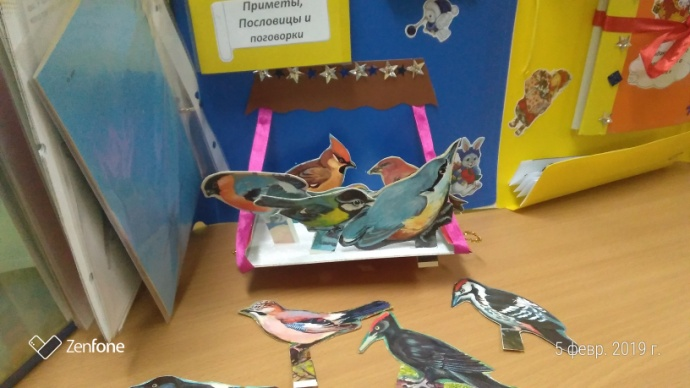 Приметы,
Пословицы и
поговорки
Zenfone
5 февр. 2019 г.